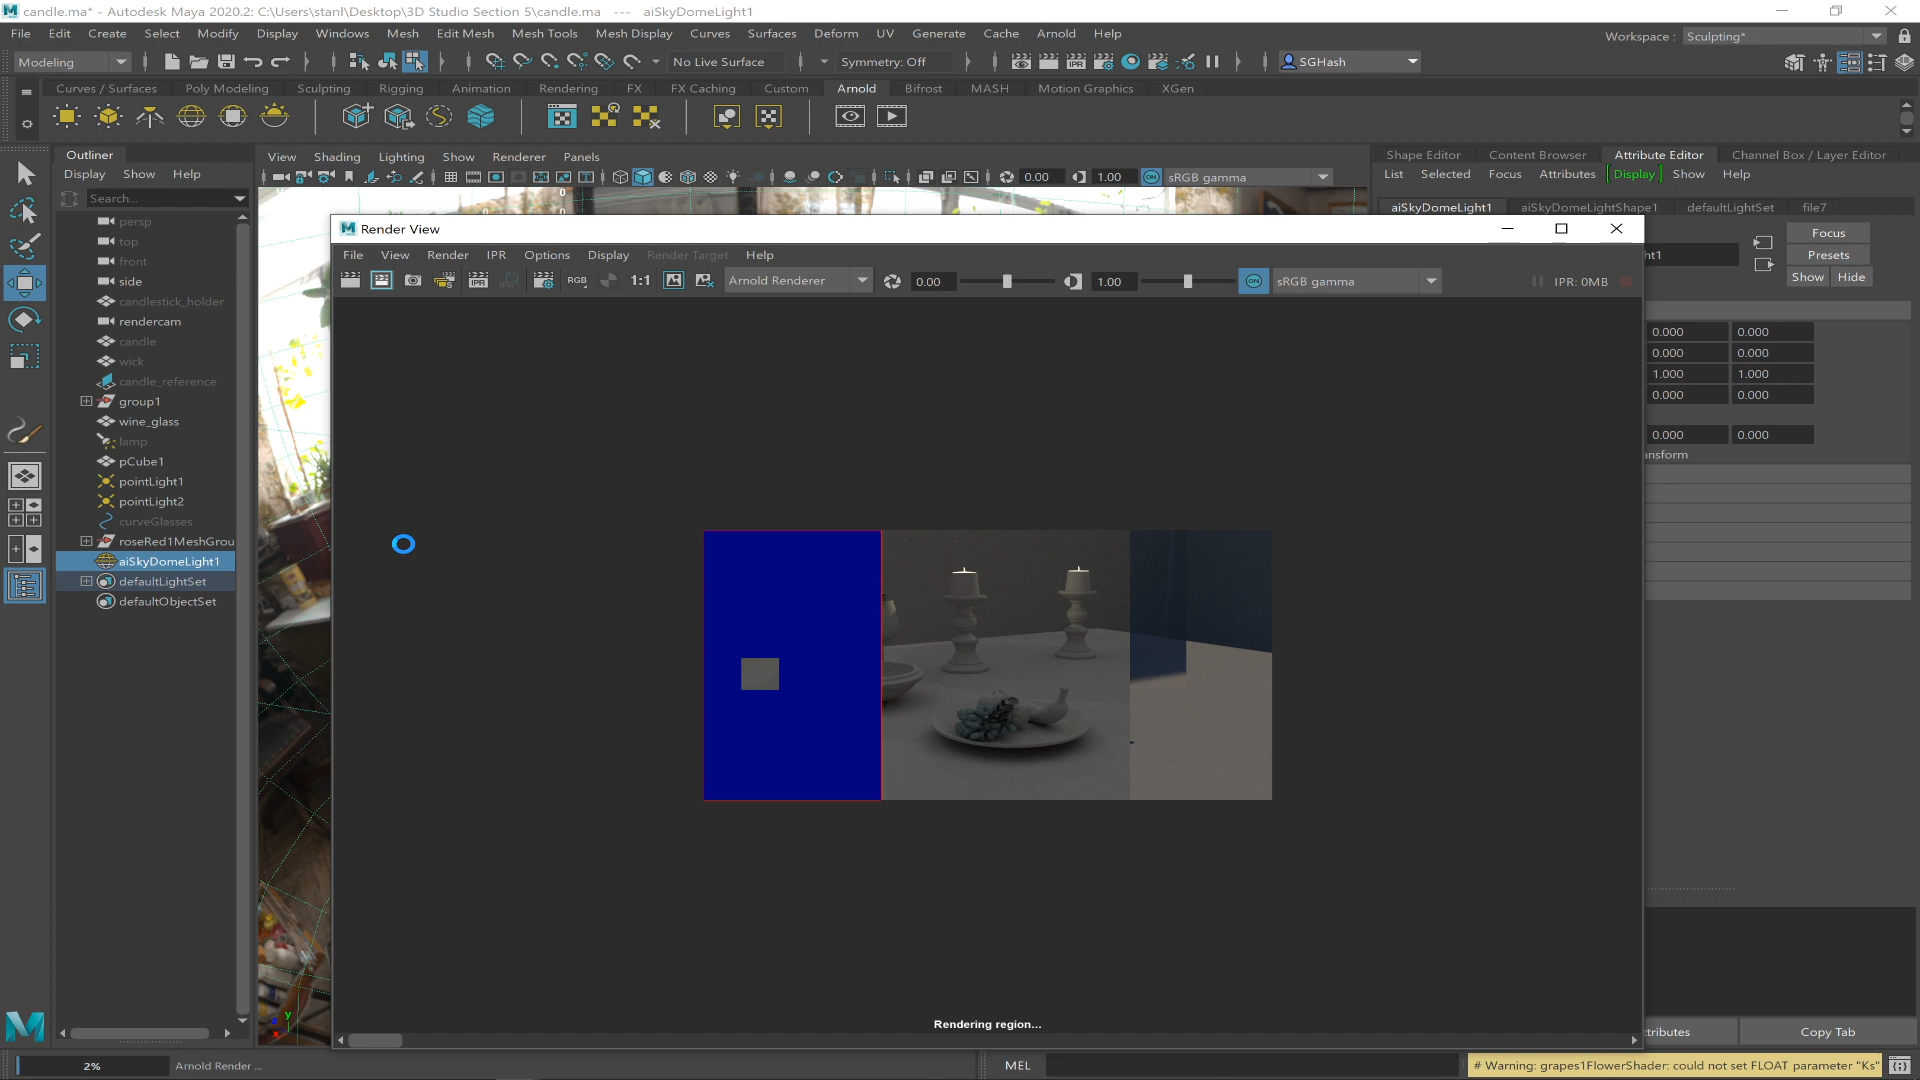 candle.ma* - Autodesk Maya 2020.2: C:\Users\stanl\Desktop\3D Studio Section 5\candle.ma --- aiSkyDomeLight1
File Edit Create Select Modify Display Windows Mesh Edit Mesh Mesh Tools Mesh Display Curves Surfaces Deform UV Generate Cache Arnold Help
Workspace : Sculpting*
Modeling No Live Surface Symmetry: Off SGHash
Curves / Surfaces Poly Modeling Sculpting Rigging Animation Rendering FX FX Caching Custom Arnold Bifrost MASH Motion Graphics XGen
Outliner
Display Show Help
Search...
persp
top
front
side
candlestick_holder
rendercam
candle
wick
candle_reference
group1
wine_glass
lamp
pCube1
pointLight1
pointLight2
curveGlasses
roseRed1MeshGrou
aiSkyDomeLight1
defaultLightSet
defaultObjectSet
View Shading Lighting Show Renderer Panels
0.00 1.00 sRGB gamma
0
0
0
Shape Editor Content Browser Attribute Editor Channel Box / Layer Editor
List Selected Focus Attributes Display Show Help
aiSkyDomeLight1 aiSkyDomeLightShape1 defaultLightSet file7
ht1
Focus
Presets
Show Hide
0.000 0.000
0.000 0.000
1.000 1.000
0.000 0.000
0.000 0.000
ansform
Render View
File View Render IPR Options Display Render Target Help
IPR IPR RGB 1:1 Arnold Renderer 0.00 1.00 ON sRGB gamma IPR: 0MB
Rendering region...
y
x
tributes Copy Tab
2% Arnold Render ... MEL # Warning: grapes1FlowerShader: could not set FLOAT parameter "Ks"